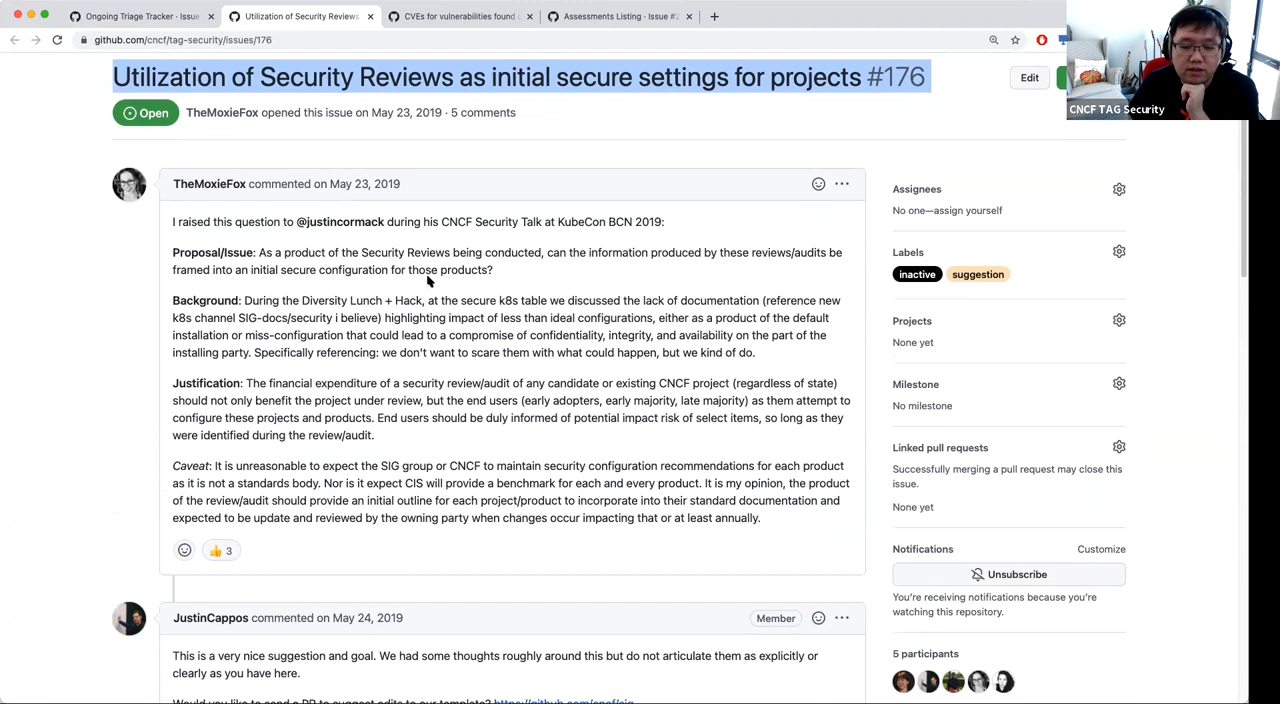 Ongoing Triage Tracker · Issue
Utilization of Security Reviews
CVEs for vulnerabilities found
Assessments Listing · Issue #2
github.com/cncf/tag-security/issues/176
CNCF TAG Security
Utilization of Security Reviews as initial secure settings for projects #176
Edit
Open
TheMoxieFox opened this issue on May 23, 2019 · 5 comments
TheMoxieFox commented on May 23, 2019
I raised this question to @justincormack during his CNCF Security Talk at KubeCon BCN 2019:
Proposal/Issue: As a product of the Security Reviews being conducted, can the information produced by these reviews/audits be
framed into an initial secure configuration for those products?
Background: During the Diversity Lunch + Hack, at the secure k8s table we discussed the lack of documentation (reference new
k8s channel SIG-docs/security i believe) highlighting impact of less than ideal configurations, either as a product of the default
installation or miss-configuration that could lead to a compromise of confidentiality, integrity, and availability on the part of the
installing party. Specifically referencing: we don't want to scare them with what could happen, but we kind of do.
Justification: The financial expenditure of a security review/audit of any candidate or existing CNCF project (regardless of state)
should not only benefit the project under review, but the end users (early adopters, early majority, late majority) as them attempt to
configure these projects and products. End users should be duly informed of potential impact risk of select items, so long as they
were identified during the review/audit.
Caveat: It is unreasonable to expect the SIG group or CNCF to maintain security configuration recommendations for each product
as it is not a standards body. Nor is it expect CIS will provide a benchmark for each and every product. It is my opinion, the product
of the review/audit should provide an initial outline for each project/product to incorporate into their standard documentation and
expected to be update and reviewed by the owning party when changes occur impacting that or at least annually.
3
JustinCappos commented on May 24, 2019
Member
This is a very nice suggestion and goal. We had some thoughts roughly around this but do not articulate them as explicitly or
clearly as you have here.
Would you like to send a PR to suggest edits to our template? https://github.com/cncf/sig-
Assignees
No one—assign yourself
Labels
inactive
suggestion
Projects
None yet
Milestone
No milestone
Linked pull requests
Successfully merging a pull request may close this
issue.
None yet
Notifications
Customize
Unsubscribe
You're receiving notifications because you're
watching this repository.
5 participants